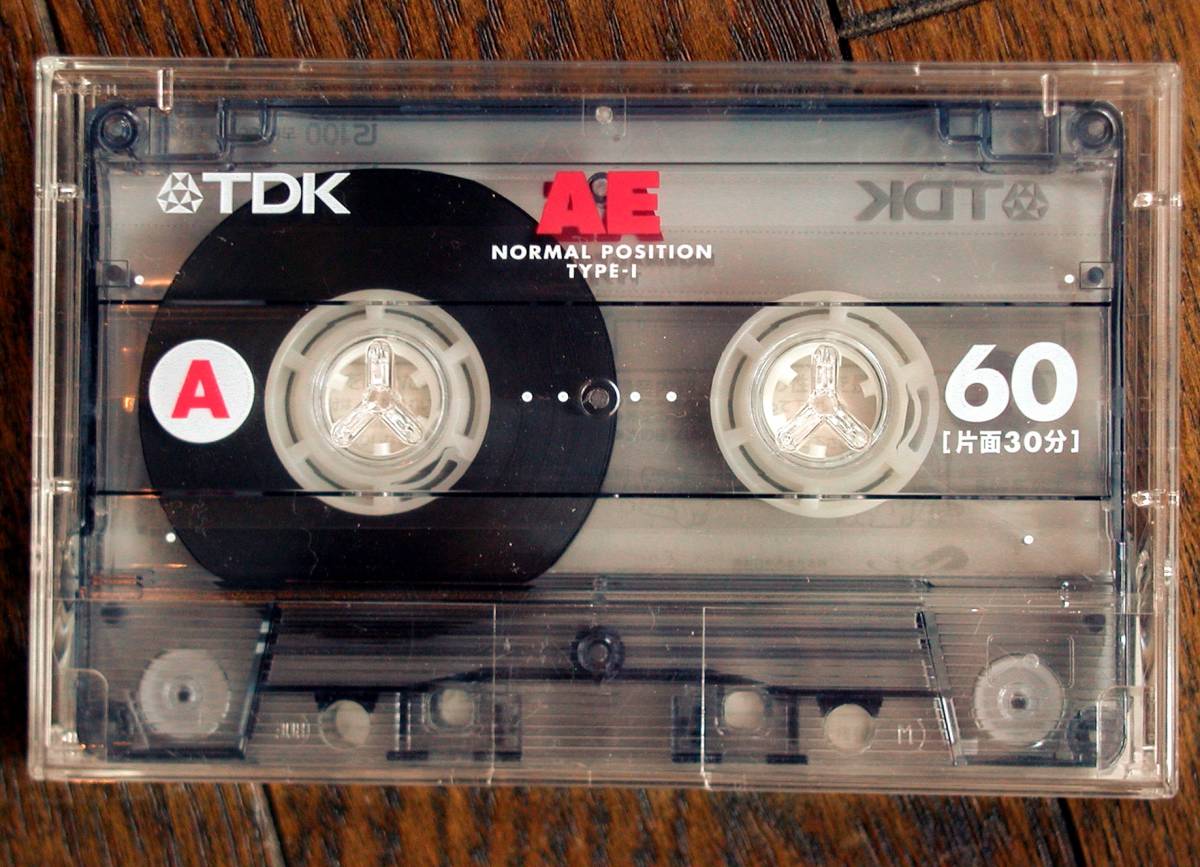 TDK
AE
TDK
NORMAL POSITION
TYPE-I
A
60
[片面30分]